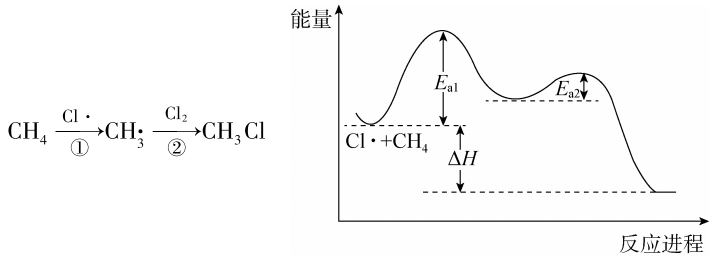 CH₄ —Cl·/①→ CH₃· —Cl₂/②→ CH₃Cl
能量
Eₐ₁
Eₐ₂
Cl·+CH₄
ΔH
反应进程